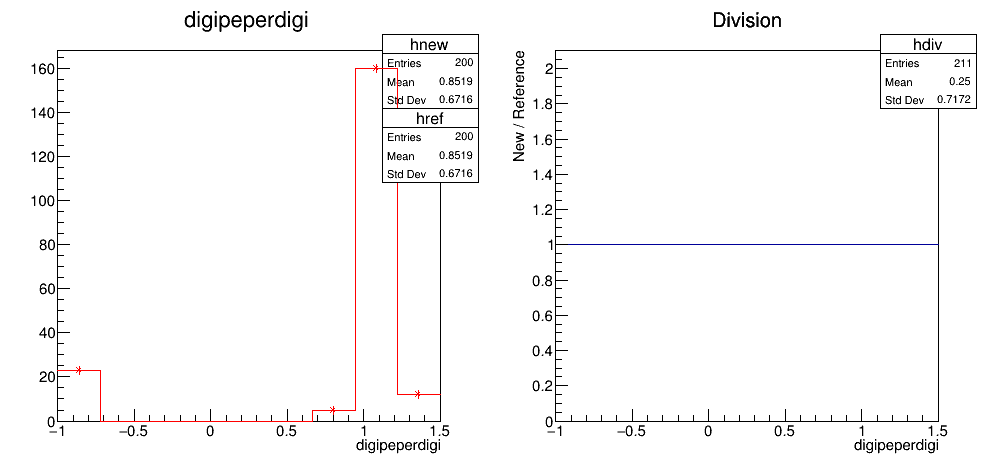 digipeperdigi
hnew
Entries 200
Mean 0.8519
Std Dev 0.6716
href
Entries 200
Mean 0.8519
Std Dev 0.6716
160
140
120
100
80
60
40
20
0
−1 −0.5 0 0.5 1 1.5
digipeperdigi
Division
hdiv
Entries 211
Mean 0.25
Std Dev 0.7172
New / Reference
2
1.8
1.6
1.4
1.2
1
0.8
0.6
0.4
0.2
0
−1 −0.5 0 0.5 1 1.5
digipeperdigi